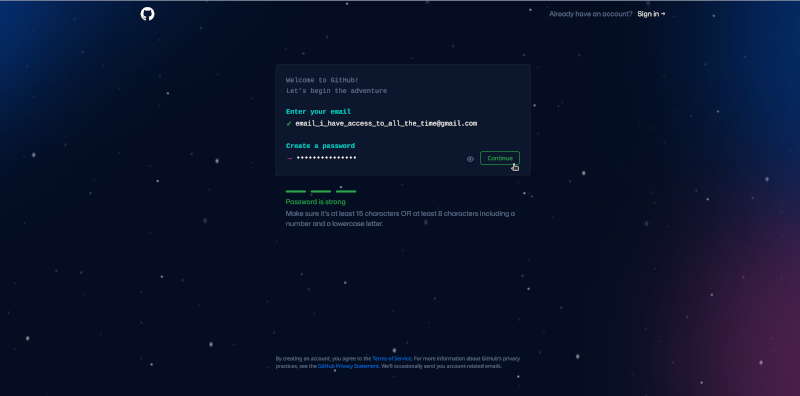 Already have an account? Sign in →
Welcome to GitHub!
Let's begin the adventure
Enter your email
✓ email_i_have_access_to_all_the_time@gmail.com
Create a password
→ •••••••••••••••
Continue
Password is strong
Make sure it's at least 15 characters OR at least 8 characters including a
number and a lowercase letter.
By creating an account, you agree to the Terms of Service. For more information about GitHub's privacy
practices, see the GitHub Privacy Statement. We'll occasionally send you account-related emails.